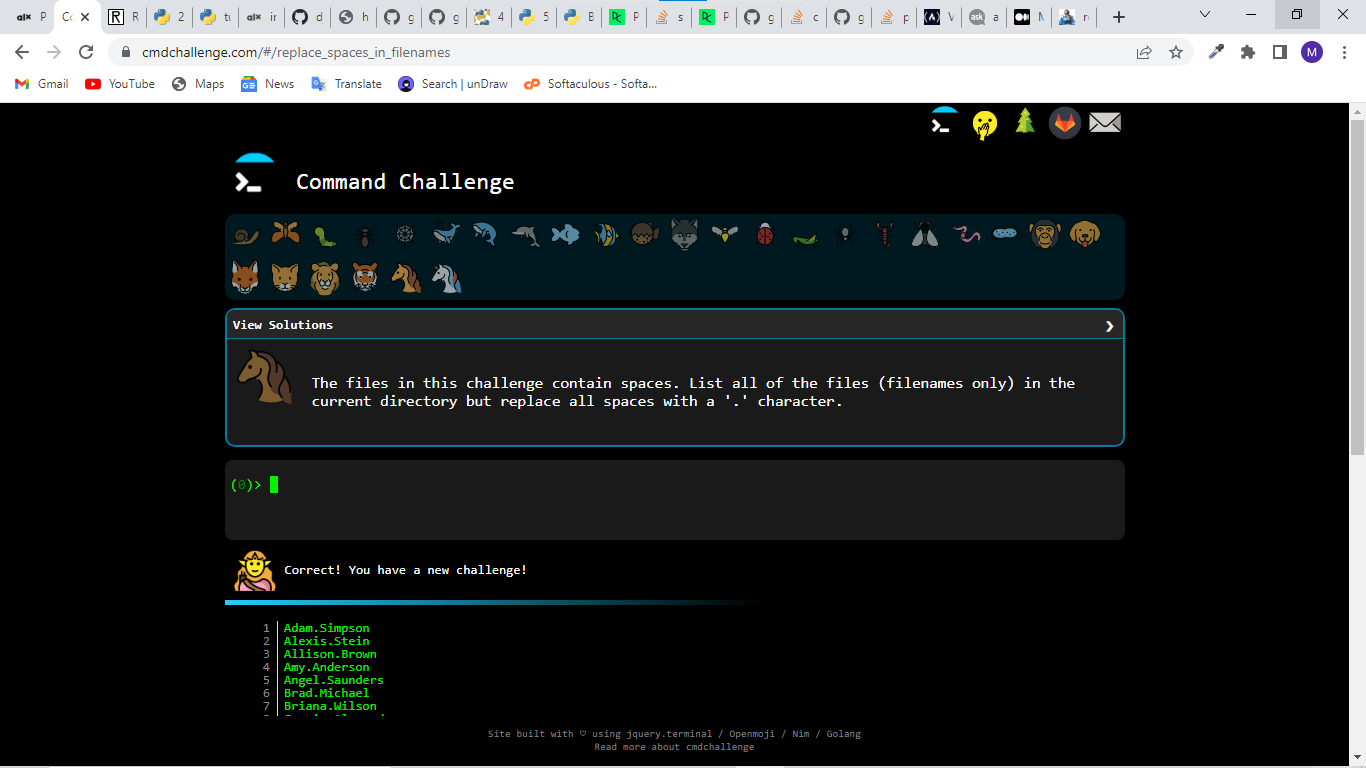 alx P
Co
R R
2
tu
alx in
d
h
g
g
4
5
B
P
s
P
g
c
g
p
V
ask a
M
re
cmdchallenge.com/#/replace_spaces_in_filenames
M
Gmail YouTube Maps News Translate Search | unDraw Softaculous - Softa...
Command Challenge
View Solutions
The files in this challenge contain spaces. List all of the files (filenames only) in the
current directory but replace all spaces with a '.' character.
(0)>
Correct! You have a new challenge!
1 Adam.Simpson
2 Alexis.Stein
3 Allison.Brown
4 Amy.Anderson
5 Angel.Saunders
6 Brad.Michael
7 Briana.Wilson
Site built with ♡ using jquery.terminal / Openmoji / Nim / Golang
Read more about cmdchallenge